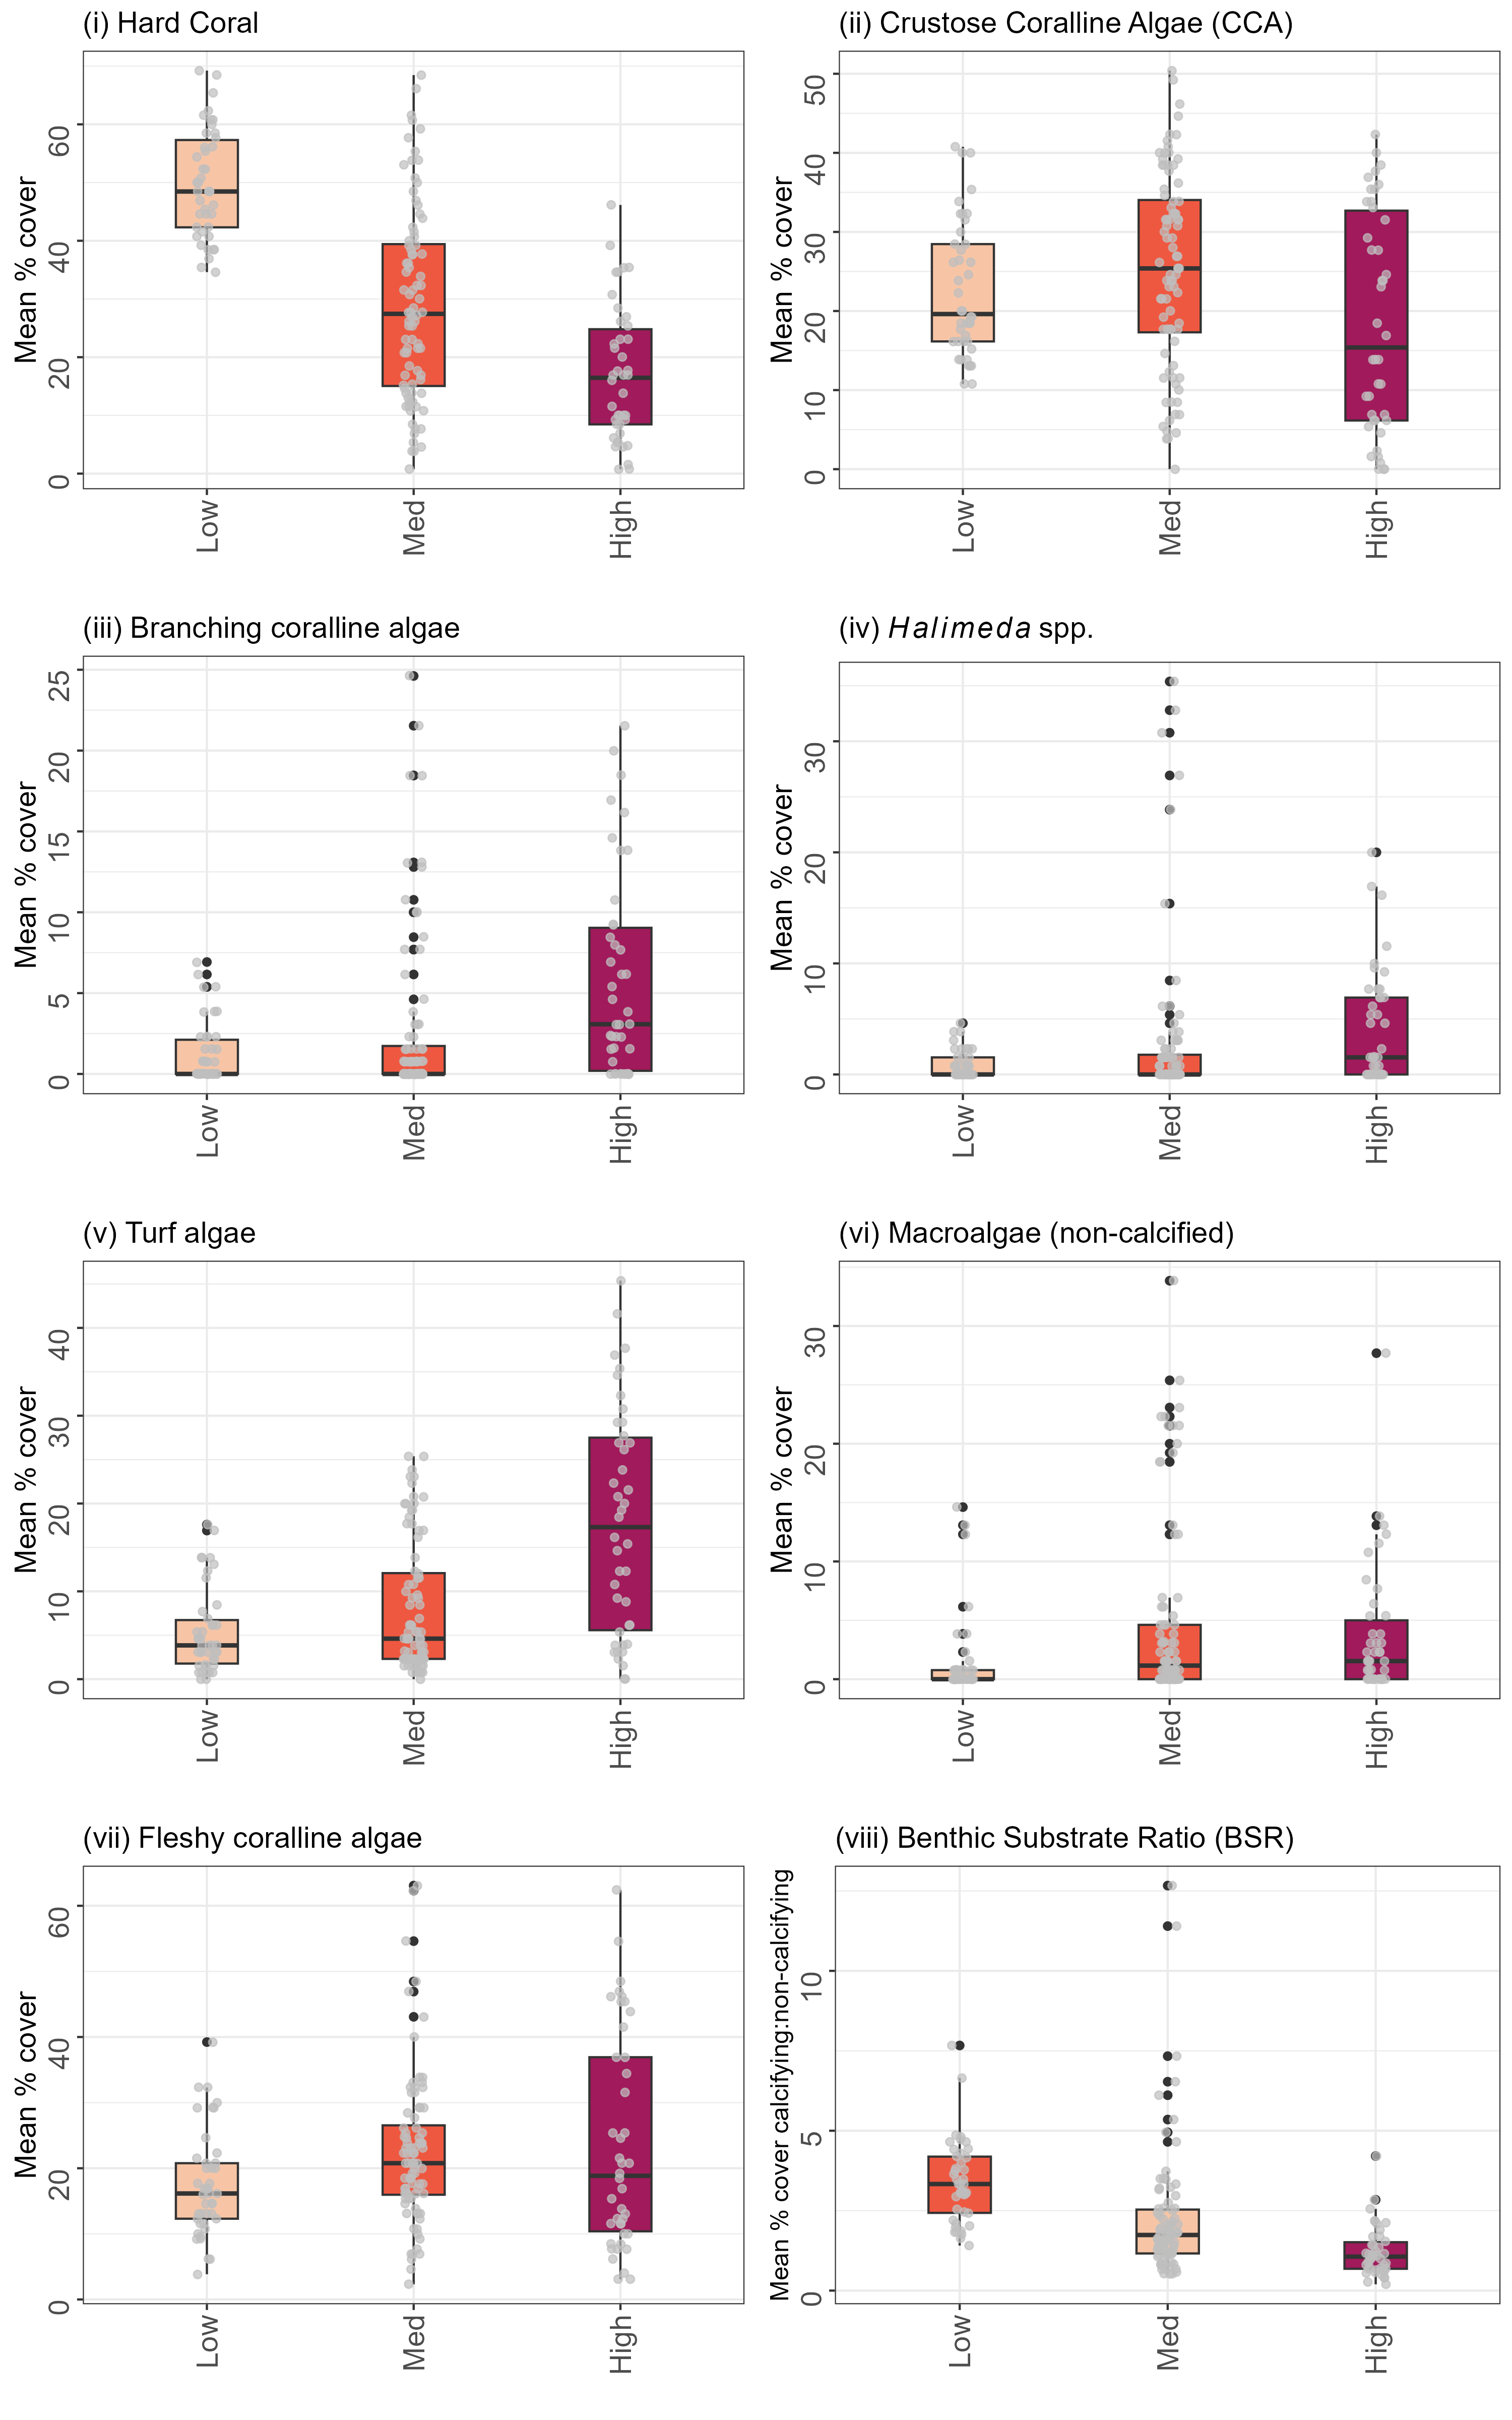 (i) Hard Coral
Mean % cover
60
40
20
0
Low Med High
(ii) Crustose Coralline Algae (CCA)
Mean % cover
50
40
30
20
10
0
Low Med High
(iii) Branching coralline algae
Mean % cover
25
20
15
10
5
0
Low Med High
(iv) Halimeda spp.
Mean % cover
30
20
10
0
Low Med High
(v) Turf algae
Mean % cover
40
30
20
10
0
Low Med High
(vi) Macroalgae (non-calcified)
Mean % cover
30
20
10
0
Low Med High
(vii) Fleshy coralline algae
Mean % cover
60
40
20
0
Low Med High
(viii) Benthic Substrate Ratio (BSR)
Mean % cover calcifying:non-calcifying
10
5
0
Low Med High